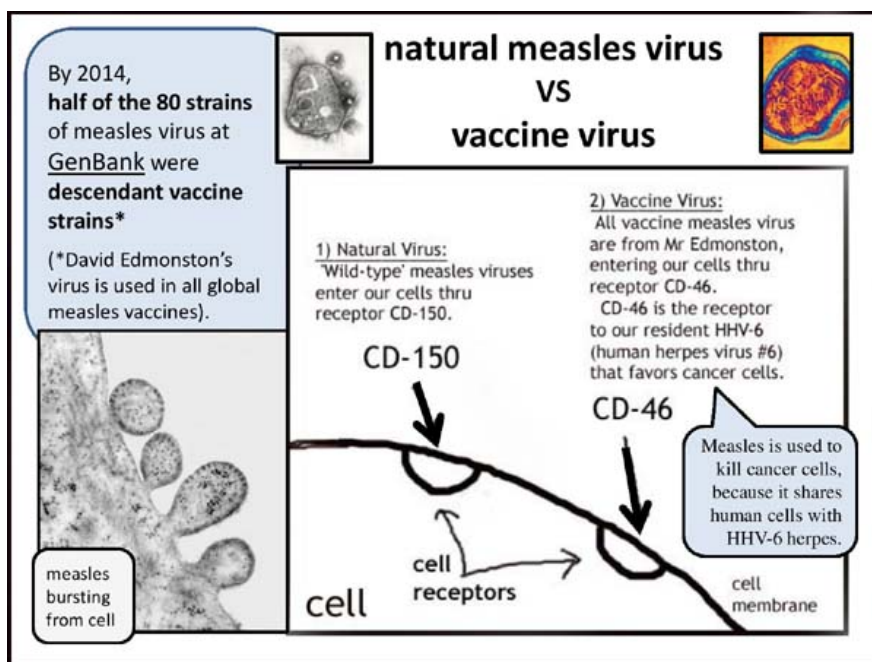 natural measles virus
VS
vaccine virus
By 2014,
half of the 80 strains
of measles virus at
GenBank were
descendant vaccine
strains*
(*David Edmonston's
virus is used in all global
measles vaccines).
1) Natural Virus:
'Wild-type' measles viruses
enter our cells thru
receptor CD-150.
CD-150
2) Vaccine Virus:
All vaccine measles virus
are from Mr Edmonston,
entering our cells thru
receptor CD-46.
CD-46 is the receptor
to our resident HHV-6
(human herpes virus #6)
that favors cancer cells.
CD-46
Measles is used to
kill cancer cells,
because it shares
human cells with
HHV-6 herpes.
measles
bursting
from cell
cell
cell
receptors
cell
membrane